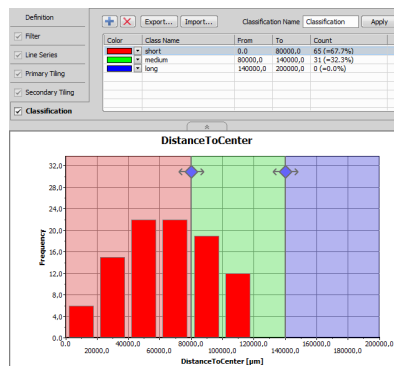 Definition
Filter
Line Series
Primary Tiling
Secondary Tiling
Classification
Export... Import... Classification Name Classification Apply
Color Class Name From To Count
short 0.0 80000,0 65 (=67.7%)
medium 80000,0 140000,0 31 (=32.3%)
long 140000,0 200000,0 0 (=0.0%)
DistanceToCenter
Frequency
32,0
28,0
24,0
20,0
16,0
12,0
8,0
4,0
0.0
0.0 40000,0 80000,0 120000,0 160000,0 200000,0
20000,0 60000,0 100000,0 140000,0 180000,0
DistanceToCenter [µm]